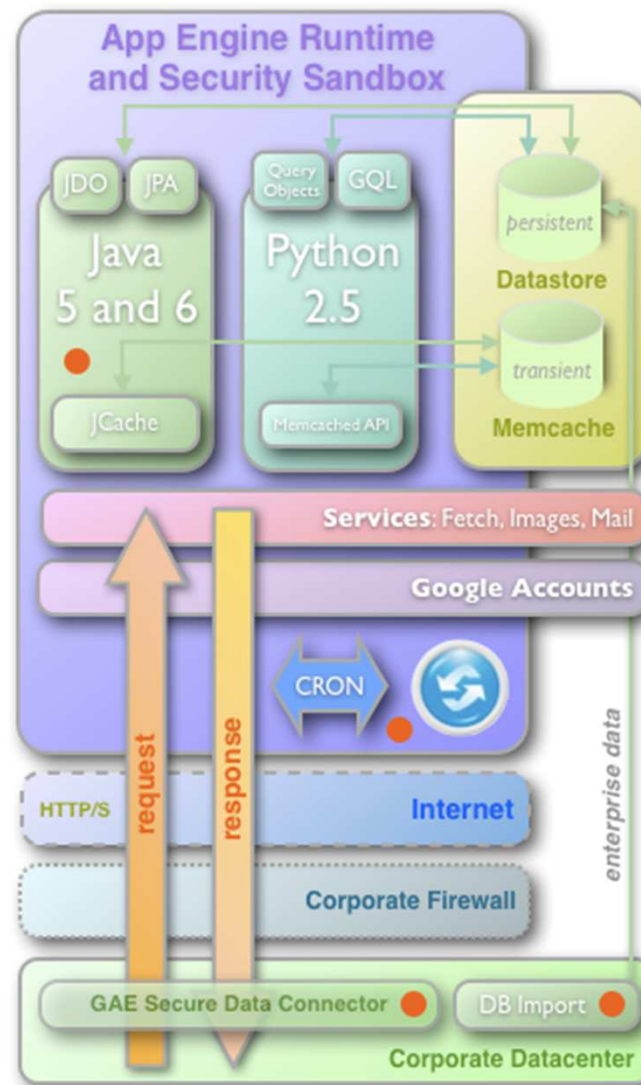 App Engine Runtime
and Security Sandbox
JDO
JPA
Query
Objects
GQL
Java
5 and 6
Python
2.5
persistent
Datastore
transient
Memcache
JCache
Memcached API
Services: Fetch, Images, Mail
Google Accounts
CRON
request
response
enterprise data
HTTP/S
Internet
Corporate Firewall
GAE Secure Data Connector
DB Import
Corporate Datacenter